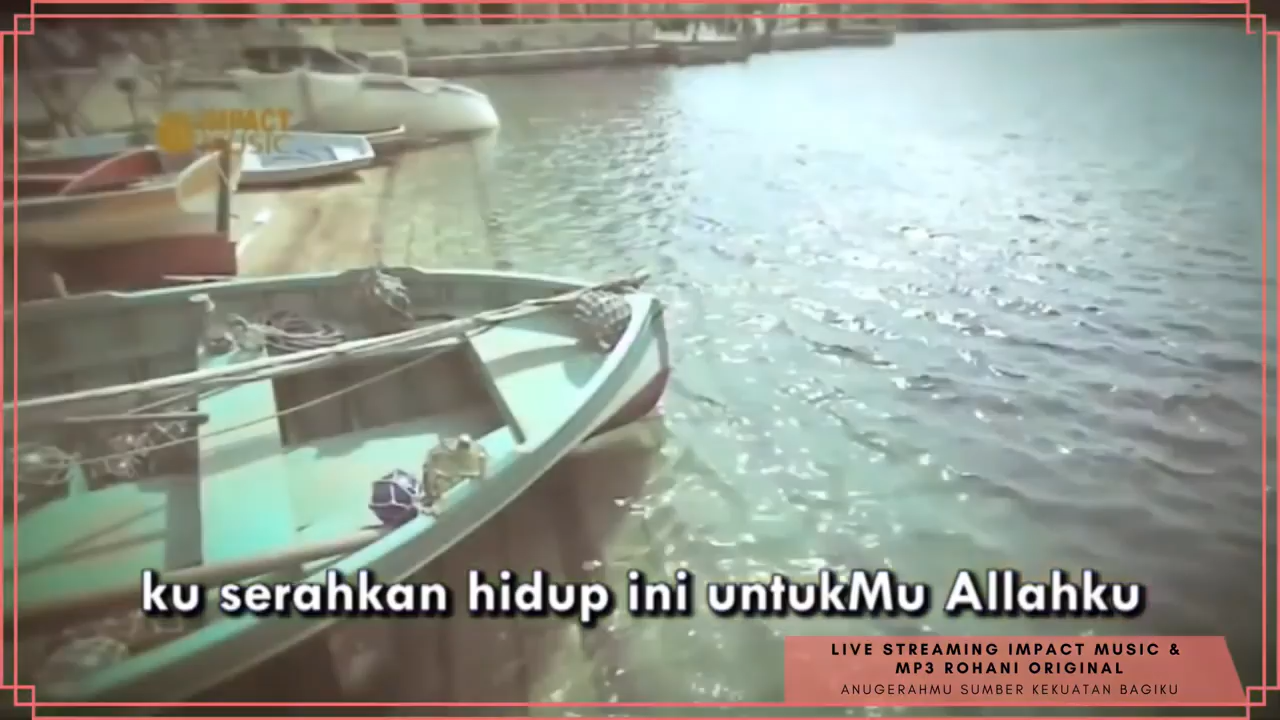 IMPACT
MUSIC
ku serahkan hidup ini untukMu Allahku
LIVE STREAMING IMPACT MUSIC &
MP3 ROHANI ORIGINAL
ANUGERAHMU SUMBER KEKUATAN BAGIKU